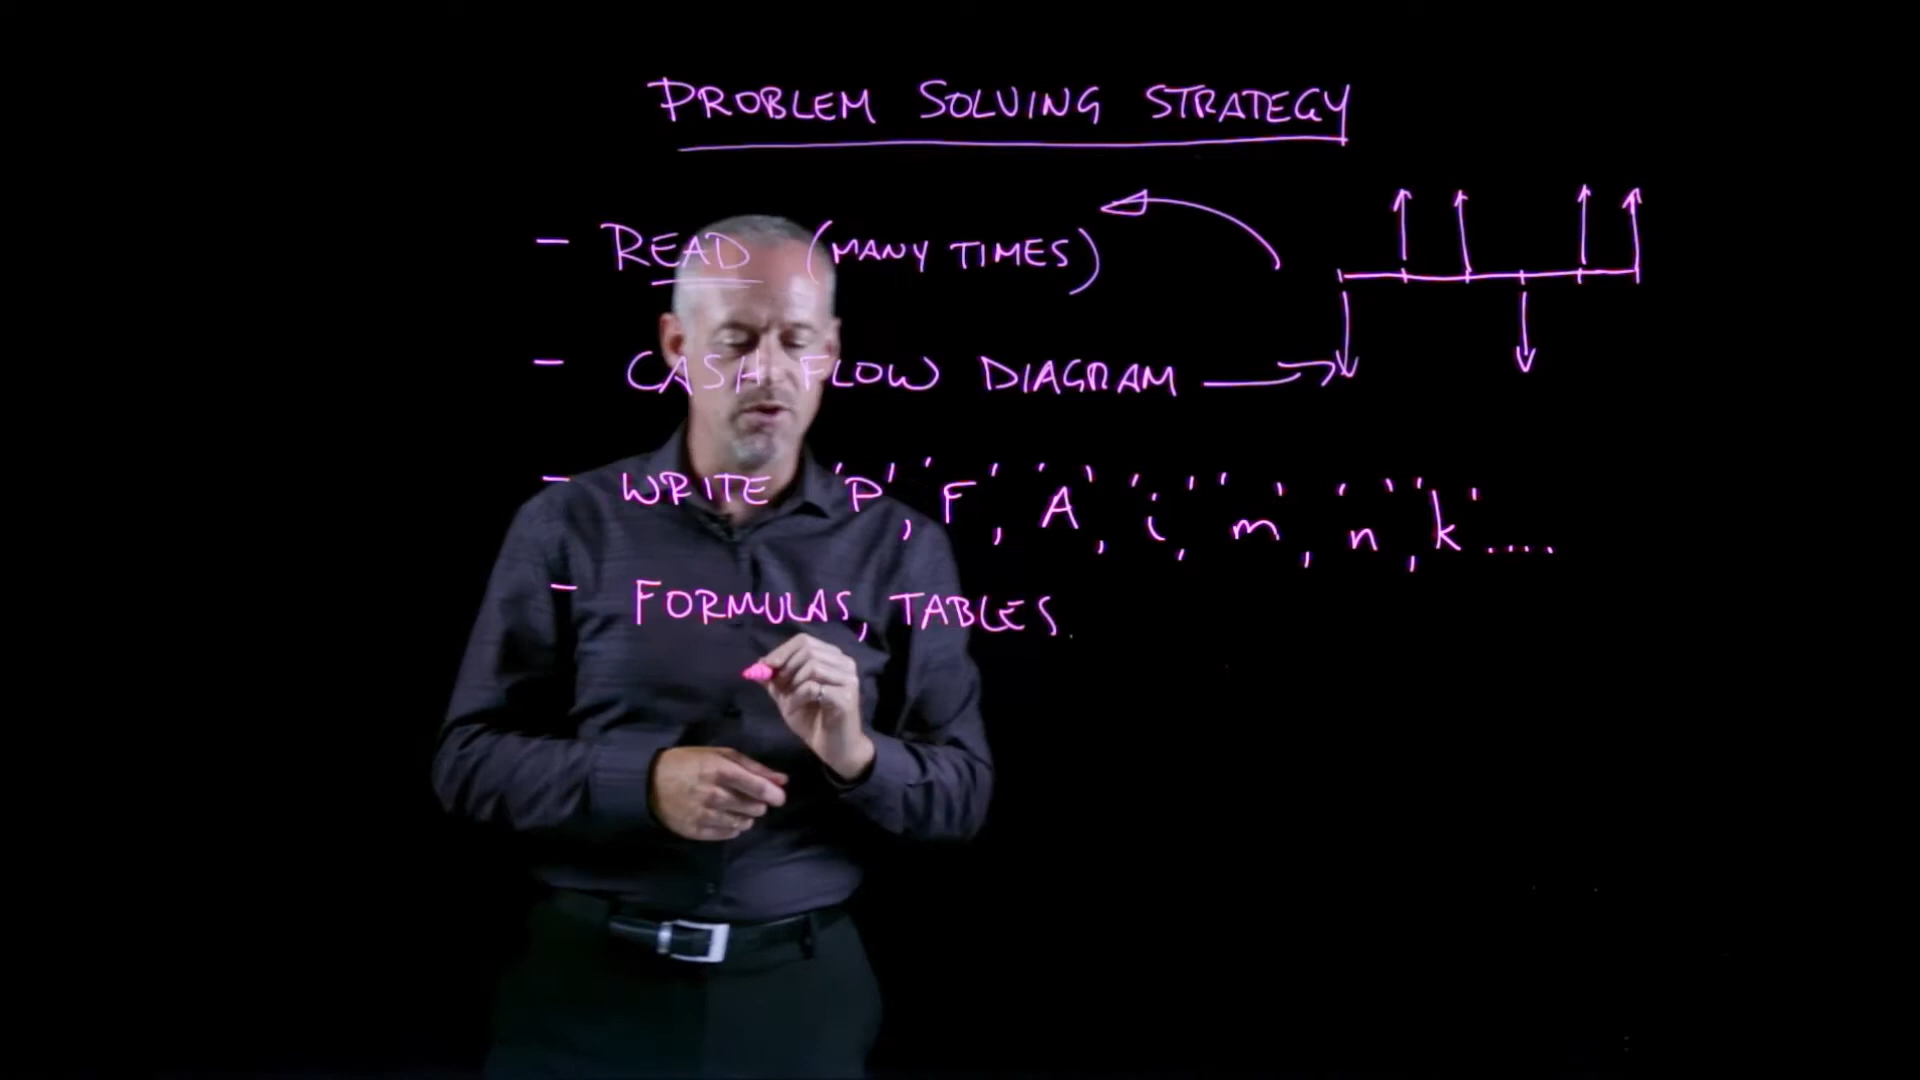 PROBLEM SOLVING STRATEGY
- READ (MANY TIMES)
- CASH FLOW DIAGRAM
- WRITE 'P', 'F', 'A', 'i', 'm', 'n', 'k' ....
- FORMULAS, TABLES.